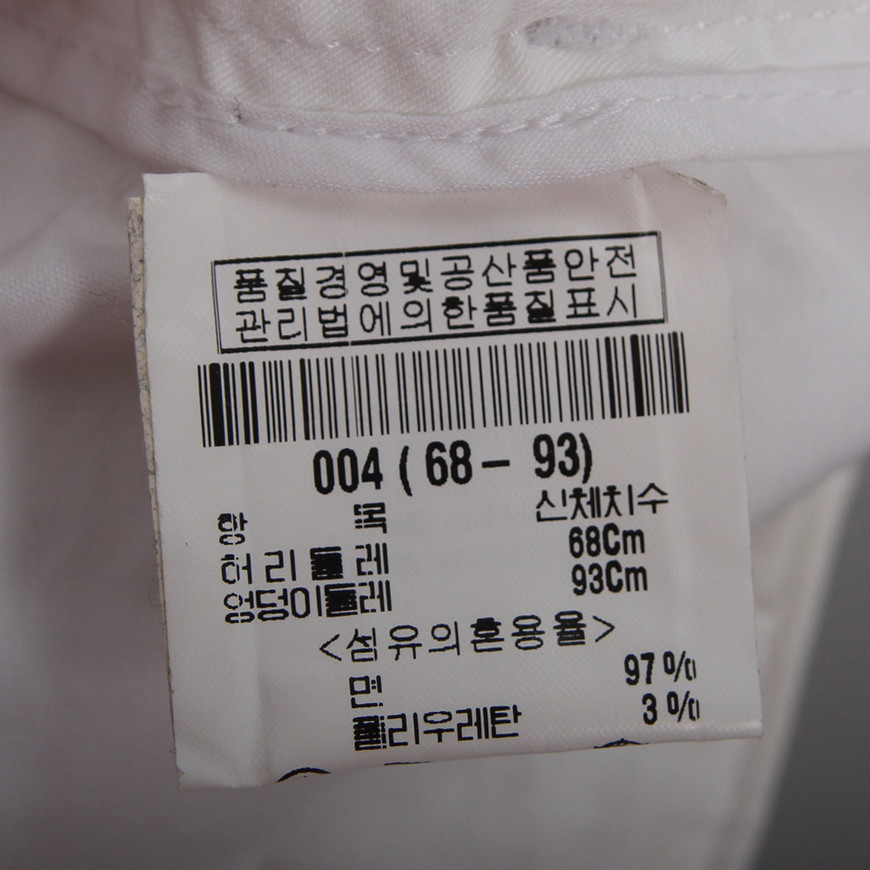 품질경영및공산품안전
관리법에의한품질표시
004 ( 68 - 93)
항 목 신체치수
허리둘레 68Cm
엉덩이둘레 93Cm
<섬유의혼용율>
면 97%
폴리우레탄 3%